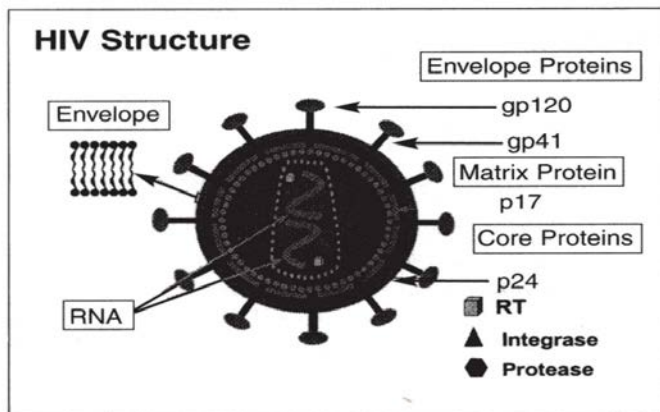 HIV Structure
Envelope Proteins
gp120
Envelope
gp41
Matrix Protein
p17
Core Proteins
p24
RNA
RT
Integrase
Protease